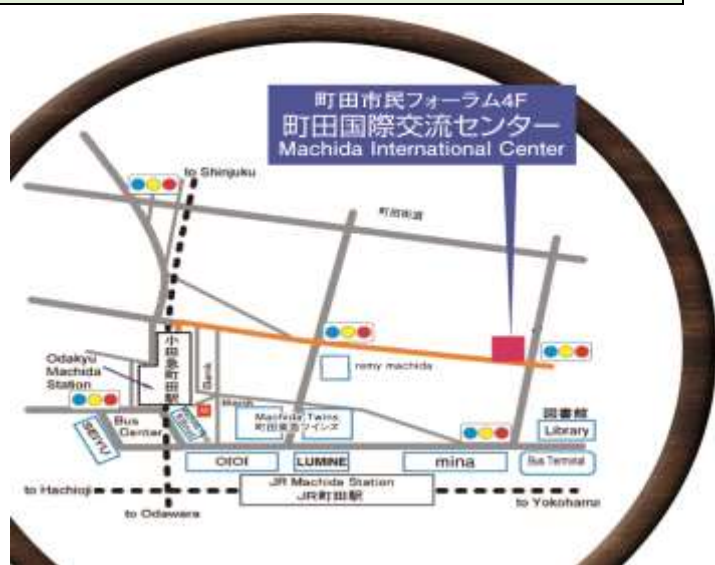 町田市民フォーラム4F
町田国際交流センター
Machida International Center
to Shinjuku
町田街道
小田急町田駅
Odakyu
Machida
Station
Bank
remy machida
Bus
Center
SEIYU
Machida Twins
町田東急ツインズ
図書館
Library
OIOI
LUMINE
mina
Bus Terminal
JR Machida Station
JR町田駅
to Hachioji
to Odawara
to Yokohama